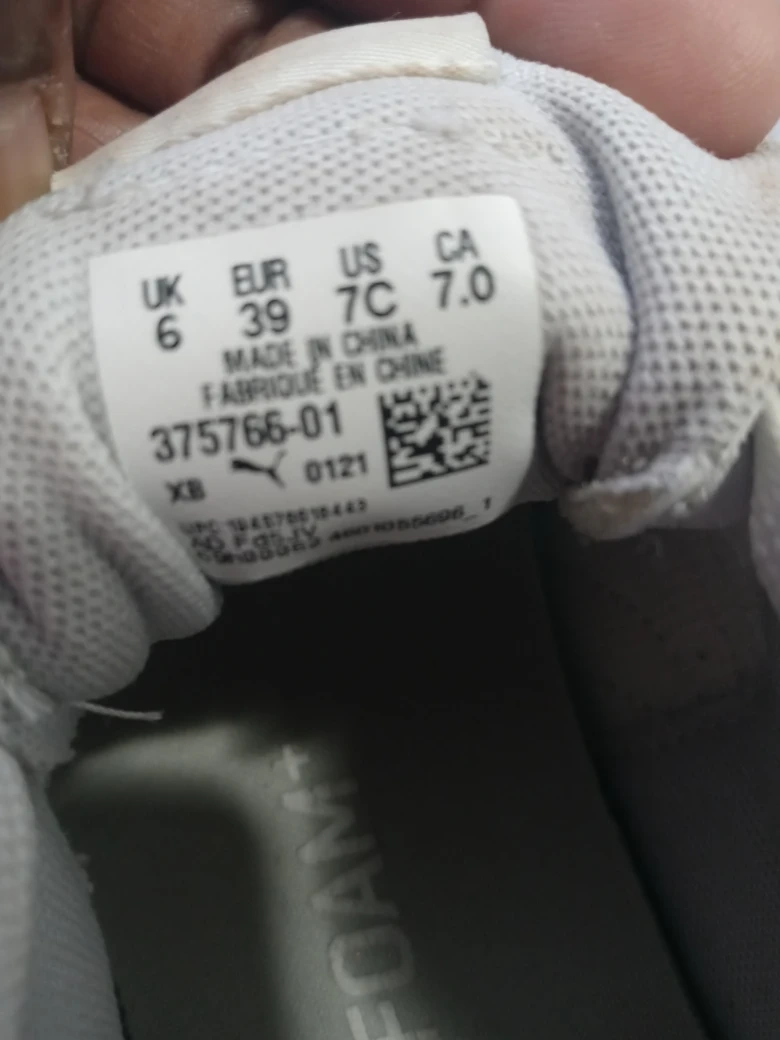 UK EUR US CA
6 39 7C 7.0
MADE IN CHINA
FABRIQUE EN CHINE
375766-01
XB 0121
4601055696_1
FOAM+